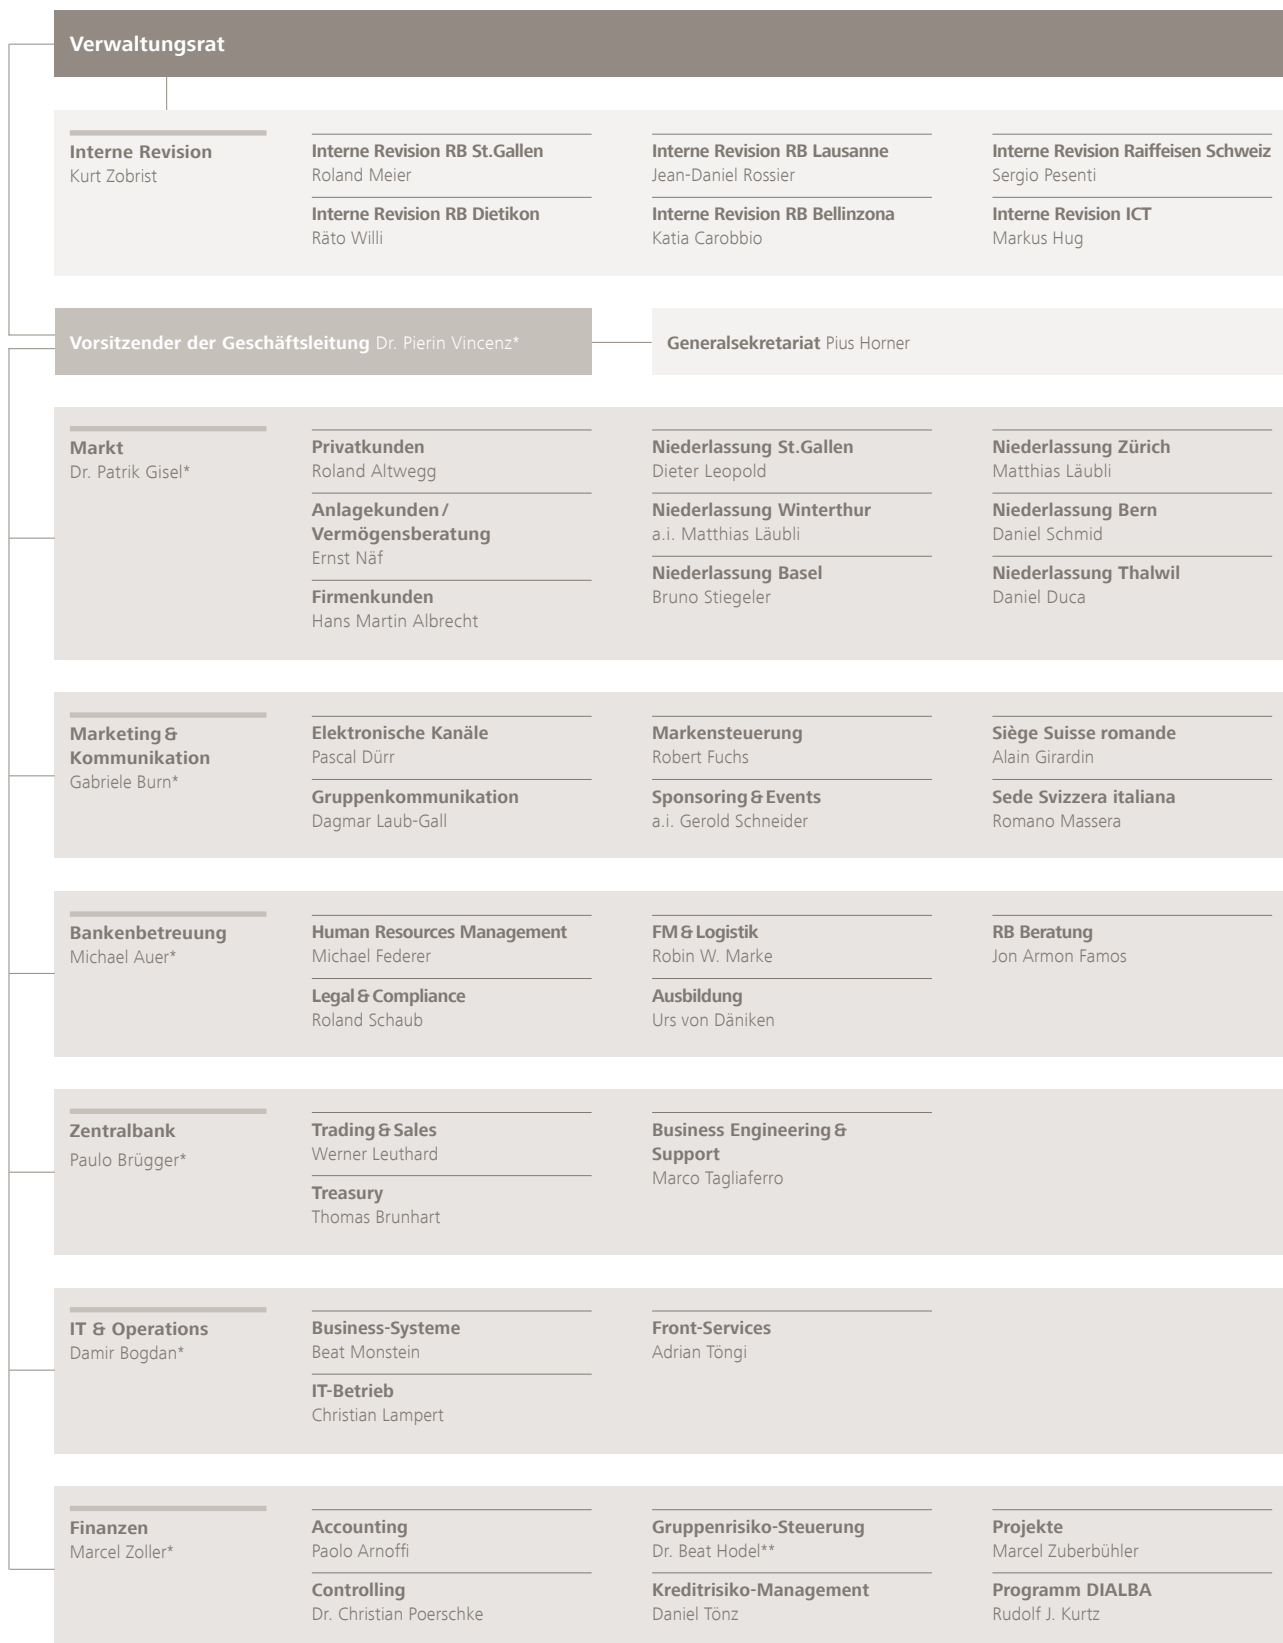 Verwaltungsrat
Interne Revision
Kurt Zobrist
Interne Revision RB St.Gallen
Roland Meier
Interne Revision RB Dietikon
Räto Willi
Interne Revision RB Lausanne
Jean-Daniel Rossier
Interne Revision RB Bellinzona
Katia Carobbio
Interne Revision Raiffeisen Schweiz
Sergio Pesenti
Interne Revision ICT
Markus Hug
Vorsitzender der Geschäftsleitung Dr. Pierin Vincenz*
Generalsekretariat Pius Horner
Markt
Dr. Patrik Gisel*
Privatkunden
Roland Altwegg
Anlagekunden/
Vermögensberatung
Ernst Näf
Firmenkunden
Hans Martin Albrecht
Niederlassung St.Gallen
Dieter Leopold
Niederlassung Winterthur
a.i. Matthias Läubli
Niederlassung Basel
Bruno Stiegeler
Niederlassung Zürich
Matthias Läubli
Niederlassung Bern
Daniel Schmid
Niederlassung Thalwil
Daniel Duca
Marketing &
Kommunikation
Gabriele Burn*
Elektronische Kanäle
Pascal Dürr
Gruppenkommunikation
Dagmar Laub-Gall
Markensteuerung
Robert Fuchs
Sponsoring & Events
a.i. Gerold Schneider
Siège Suisse romande
Alain Girardin
Sede Svizzera italiana
Romano Massera
Bankenbetreuung
Michael Auer*
Human Resources Management
Michael Federer
Legal & Compliance
Roland Schaub
FM & Logistik
Robin W. Marke
Ausbildung
Urs von Däniken
RB Beratung
Jon Armon Famos
Zentralbank
Paulo Brügger*
Trading & Sales
Werner Leuthard
Treasury
Thomas Brunhart
Business Engineering &
Support
Marco Tagliaferro
IT & Operations
Damir Bogdan*
Business-Systeme
Beat Monstein
IT-Betrieb
Christian Lampert
Front-Services
Adrian Töngi
Finanzen
Marcel Zoller*
Accounting
Paolo Arnoffi
Controlling
Dr. Christian Poerschke
Gruppenrisiko-Steuerung
Dr. Beat Hodel**
Kreditrisiko-Management
Daniel Tönz
Projekte
Marcel Zuberbühler
Programm DIALBA
Rudolf J. Kurtz